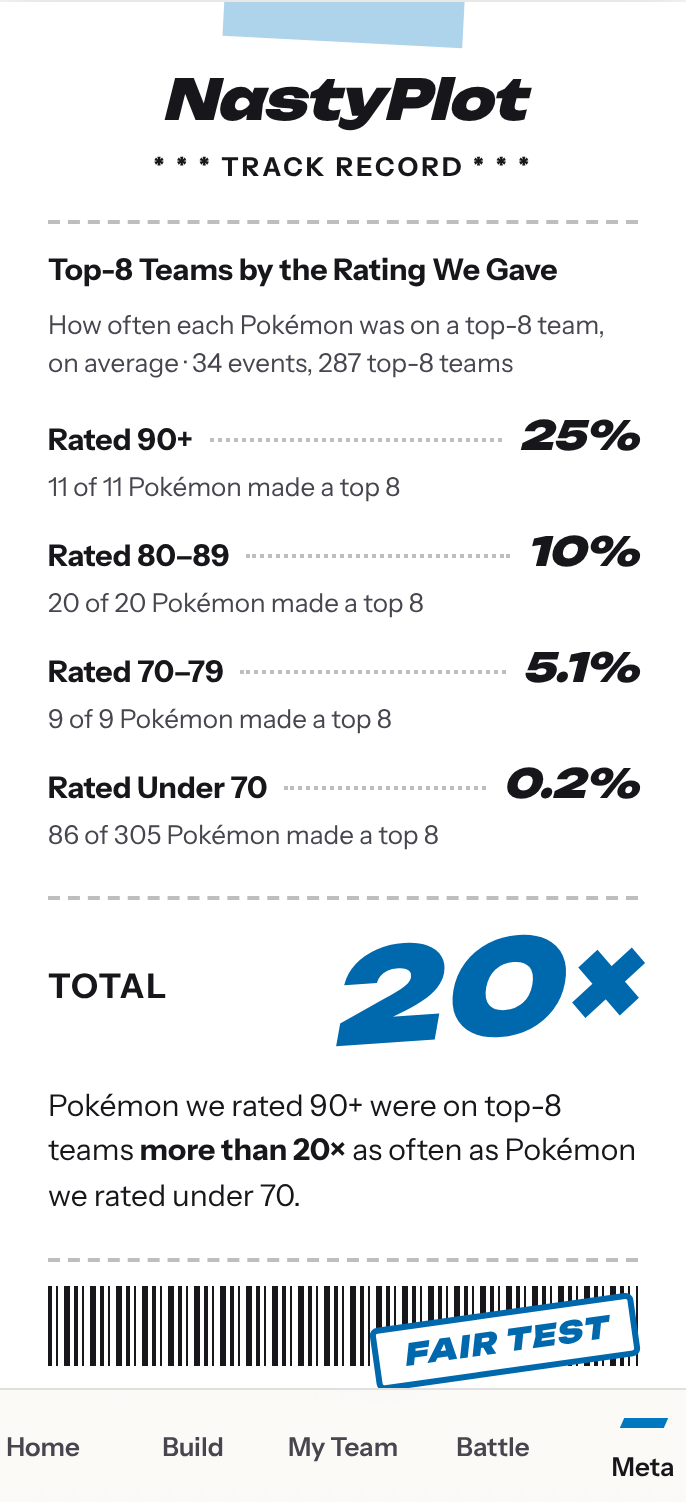 NastyPlot
* * * TRACK RECORD * * *
Top-8 Teams by the Rating We Gave
How often each Pokémon was on a top-8 team,
on average · 34 events, 287 top-8 teams
Rated 90+ 25%
11 of 11 Pokémon made a top 8
Rated 80–89 10%
20 of 20 Pokémon made a top 8
Rated 70–79 5.1%
9 of 9 Pokémon made a top 8
Rated Under 70 0.2%
86 of 305 Pokémon made a top 8
TOTAL 20×
Pokémon we rated 90+ were on top-8
teams more than 20× as often as Pokémon
we rated under 70.
FAIR TEST
Home Build My Team Battle Meta